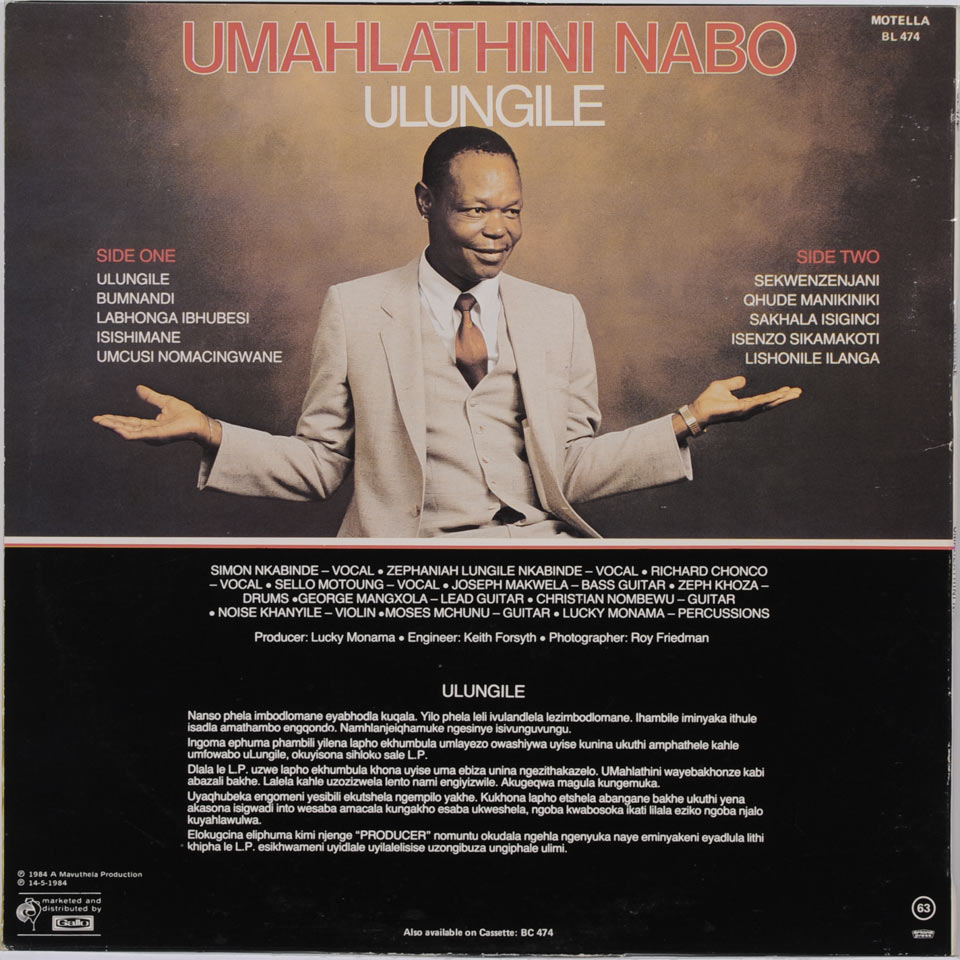 MOTELLA
BL 474
UMAHLATHINI NABO
ULUNGILE
SIDE ONE
ULUNGILE
BUMNANDI
LABHONGA IBHUBESI
ISISHIMANE
UMCUSI NOMACINGWANE
SIDE TWO
SEKWENZENJANI
QHUDE MANIKINIKI
SAKHALA ISIGINCI
ISENZO SIKAMAKOTI
LISHONILE ILANGA
SIMON NKABINDE – VOCAL • ZEPHANIAH LUNGILE NKABINDE – VOCAL • RICHARD CHONCO
– VOCAL • SELLO MOTOUNG – VOCAL • JOSEPH MAKWELA – BASS GUITAR • ZEPH KHOZA –
DRUMS •GEORGE MANGXOLA – LEAD GUITAR • CHRISTIAN NOMBEWU – GUITAR
• NOISE KHANYILE – VIOLIN •MOSES MCHUNU – GUITAR • LUCKY MONAMA – PERCUSSIONS
Producer: Lucky Monama • Engineer: Keith Forsyth • Photographer: Roy Friedman
ULUNGILE
Nanso phela imbodlomane eyabhodla kuqala. Yilo phela leli ivulandlela lezimbodlomane. Ihambile iminyaka ithule
isadla amathambo engqondo. Namhlanjeiqhamuke ngesinye isivunguvungu.
Ingoma ephuma phambili yilena lapho ekhumbula umlayezo owashiywa uyise kunina ukuthi amphathele kahle
umfowabo uLungile, okuyisona sihloko sale L.P.
Dlala le L.P. uzwe lapho ekhumbula khona uyise uma ebiza unina ngezithakazelo. UMahlathini wayebakhonze kabi
abazali bakhe. Lalela kahle uzozizwela lento nami engiyizwile. Akugeqwa magula kungemuka.
Uyaqhubeka engomeni yesibili ekutshela ngempilo yakhe. Kukhona lapho etshela abangane bakhe ukuthi yena
akasona isigwadi into wesaba amacala kungakho esaba ukweshela, ngoba kwabosoka ikati lilala eziko ngoba njalo
kuyahlawulwa.
Elokugcina eliphuma kimi njenge “PRODUCER” nomuntu okudala ngehla ngenyuka naye eminyakeni eyadlula lithi
khipha le L.P. esikhwameni uyidlale uyilalelisise uzongibuza ungiphale ulimi.
℗ 1984 A Mavuthela Production
℗ 14-5-1984
marketed and
distributed by
Gallo
Also available on Cassette: BC 474
63